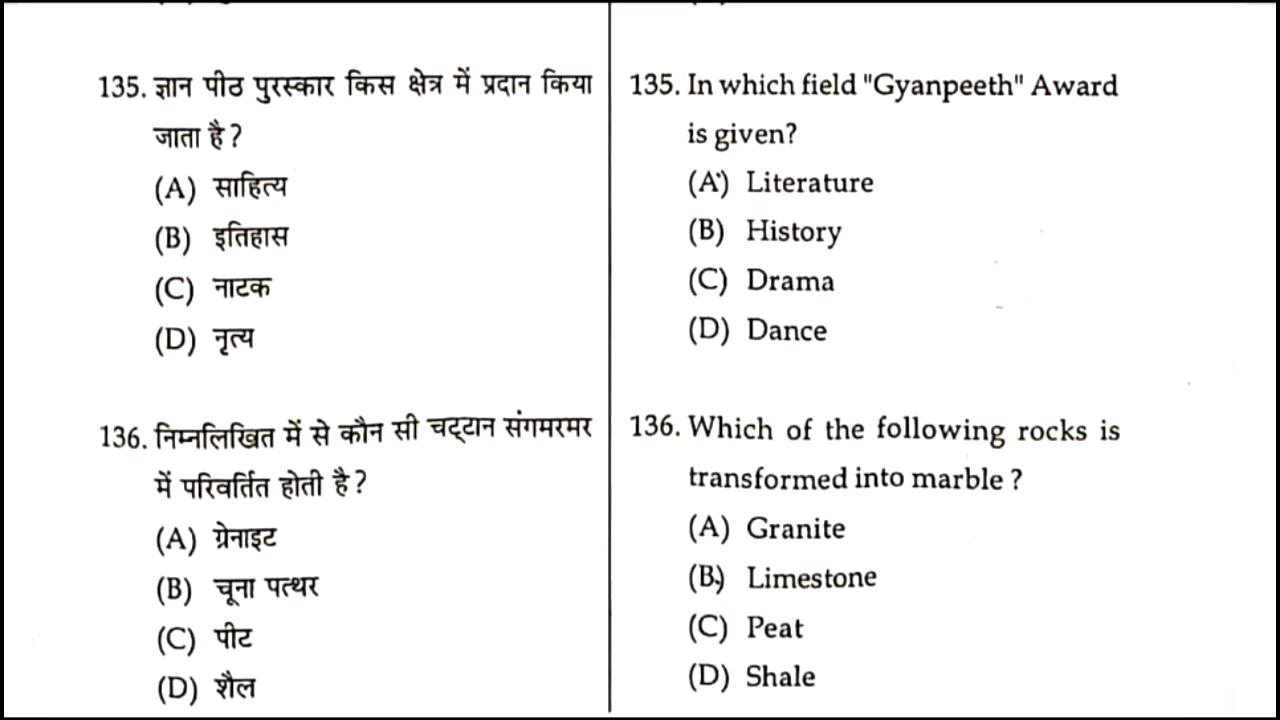 135. ज्ञान पीठ पुरस्कार किस क्षेत्र में प्रदान किया
जाता है ?
(A) साहित्य
(B) इतिहास
(C) नाटक
(D) नृत्य
136. निम्नलिखित में से कौन सी चट्टान संगमरमर
में परिवर्तित होती है ?
(A) ग्रेनाइट
(B) चूना पत्थर
(C) पीट
(D) शैल
135. In which field "Gyanpeeth" Award
is given?
(A) Literature
(B) History
(C) Drama
(D) Dance
136. Which of the following rocks is
transformed into marble ?
(A) Granite
(B) Limestone
(C) Peat
(D) Shale